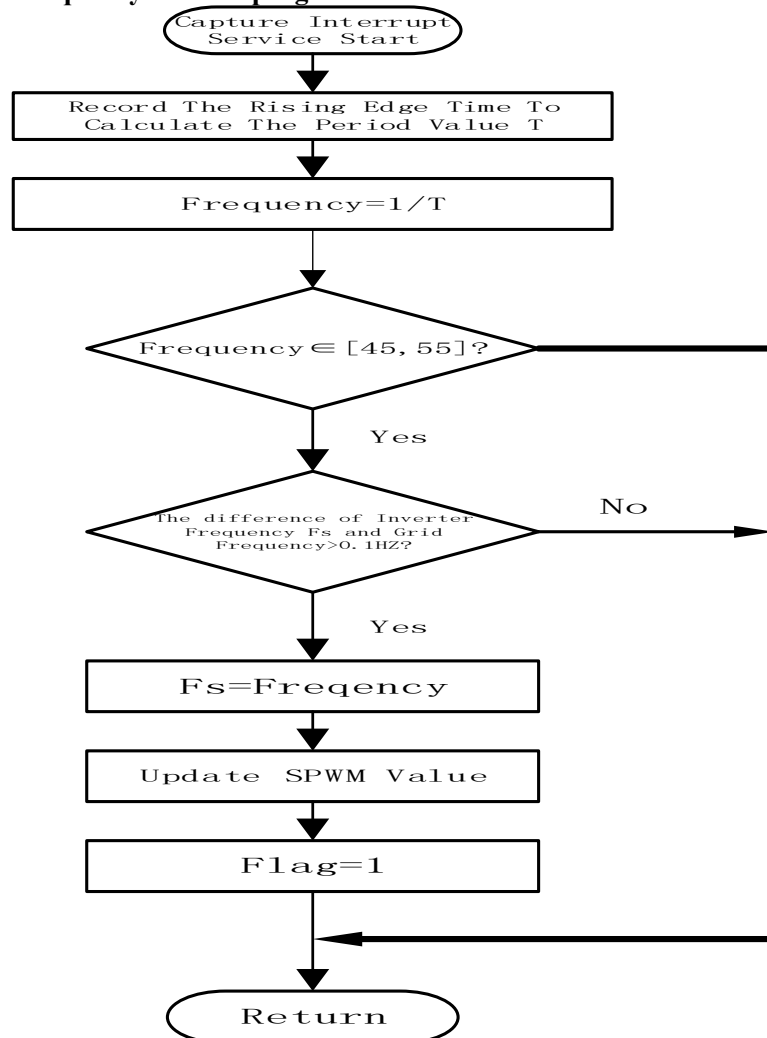 Capture Interrupt
Service Start
Record The Rising Edge Time To
Calculate The Period Value T
Frequency=1/T
Frequency∈[45,55]?
Yes
The difference of Inverter
Frequency Fs and Grid
Frequency>0.1HZ?
No
Yes
Fs=Freqency
Update SPWM Value
Flag=1
Return